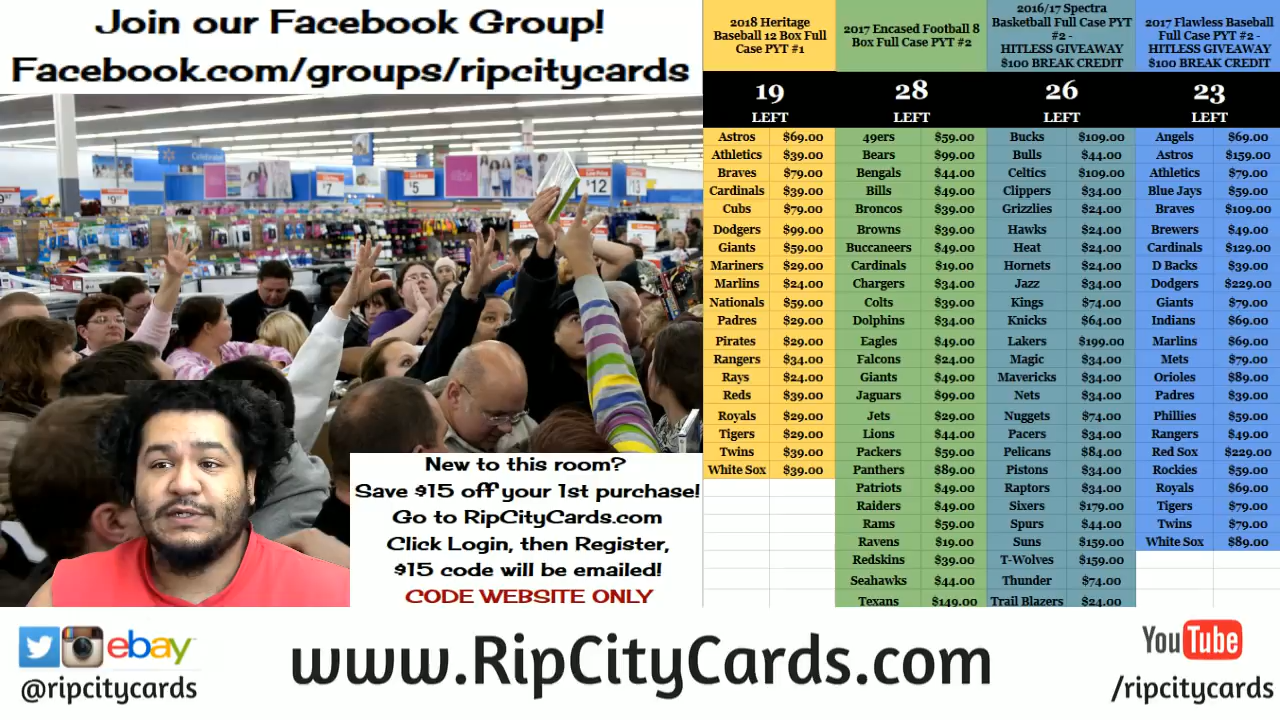 Join our Facebook Group!
Facebook.com/groups/ripcitycards
Celebrate
$7
$5
$12
New to this room?
Save $15 off your 1st purchase!
Go to RipCityCards.com
Click Login, then Register,
$15 code will be emailed!
CODE WEBSITE ONLY
2018 Heritage
Baseball 12 Box Full
Case PYT #1
19
LEFT
Astros $69.00
Athletics $39.00
Braves $79.00
Cardinals $39.00
Cubs $79.00
Dodgers $99.00
Giants $59.00
Mariners $29.00
Marlins $24.00
Nationals $59.00
Padres $29.00
Pirates $29.00
Rangers $34.00
Rays $24.00
Reds $39.00
Royals $29.00
Tigers $29.00
Twins $39.00
White Sox $39.00
2017 Encased Football 8
Box Full Case PYT #2
28
LEFT
49ers $59.00
Bears $99.00
Bengals $44.00
Bills $49.00
Broncos $39.00
Browns $39.00
Buccaneers $49.00
Cardinals $19.00
Chargers $34.00
Colts $39.00
Dolphins $34.00
Eagles $49.00
Falcons $24.00
Giants $49.00
Jaguars $99.00
Jets $29.00
Lions $44.00
Packers $59.00
Panthers $89.00
Patriots $49.00
Raiders $49.00
Rams $59.00
Ravens $19.00
Redskins $39.00
Seahawks $44.00
Texans $149.00
2016/17 Spectra
Basketball Full Case PYT
#2 -
HITLESS GIVEAWAY
$100 BREAK CREDIT
26
LEFT
Bucks $109.00
Bulls $44.00
Celtics $109.00
Clippers $34.00
Grizzlies $24.00
Hawks $24.00
Heat $24.00
Hornets $24.00
Jazz $34.00
Kings $74.00
Knicks $64.00
Lakers $199.00
Magic $34.00
Mavericks $34.00
Nets $34.00
Nuggets $74.00
Pacers $34.00
Pelicans $84.00
Pistons $34.00
Raptors $34.00
Sixers $179.00
Spurs $44.00
Suns $159.00
T-Wolves $159.00
Thunder $74.00
Trail Blazers $24.00
2017 Flawless Baseball
Full Case PYT #2 -
HITLESS GIVEAWAY
$100 BREAK CREDIT
23
LEFT
Angels $69.00
Astros $159.00
Athletics $79.00
Blue Jays $59.00
Braves $109.00
Brewers $49.00
Cardinals $129.00
D Backs $39.00
Dodgers $229.00
Giants $79.00
Indians $69.00
Marlins $69.00
Mets $79.00
Orioles $89.00
Padres $39.00
Phillies $59.00
Rangers $49.00
Red Sox $229.00
Rockies $59.00
Royals $69.00
Tigers $79.00
Twins $79.00
White Sox $89.00
ebay
@ripcitycards
www.RipCityCards.com
YouTube
/ripcitycards